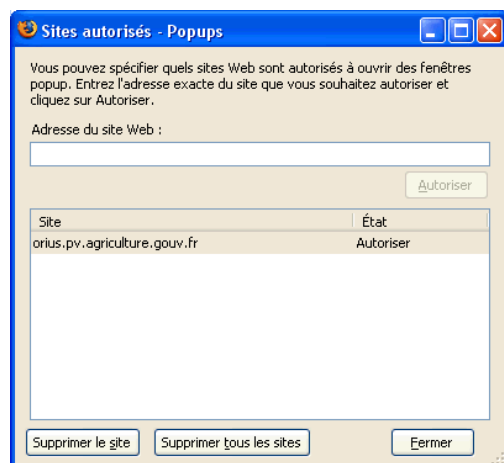 Sites autorisés - Popups
Vous pouvez spécifier quels sites Web sont autorisés à ouvrir des fenêtres
popup. Entrez l'adresse exacte du site que vous souhaitez autoriser et
cliquez sur Autoriser.
Adresse du site Web :
Autoriser
Site État
orius.pv.agriculture.gouv.fr Autoriser
Supprimer le site Supprimer tous les sites Fermer